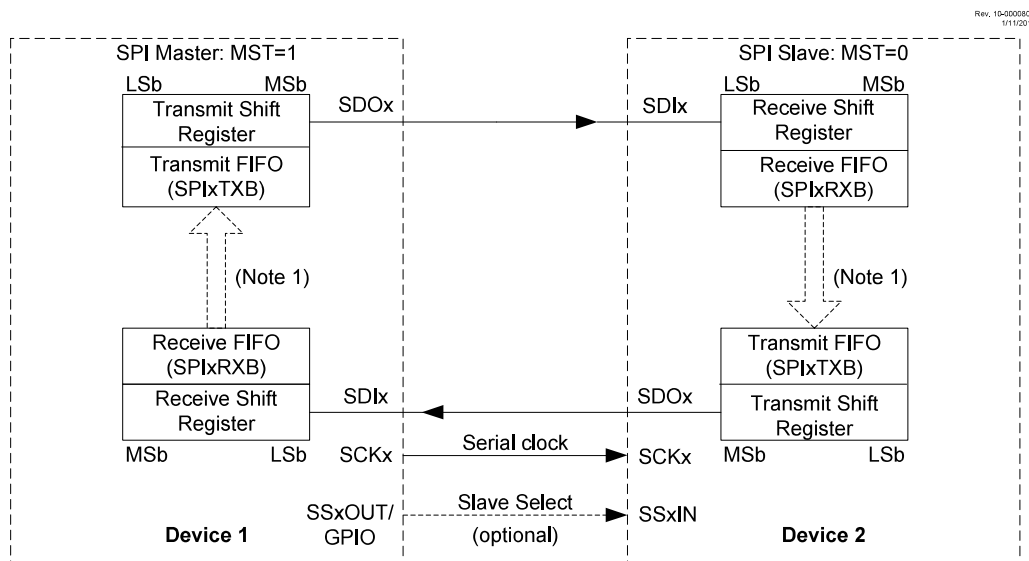 Rev. 10-000080
1/11/201
SPI Master: MST=1
LSb MSb
Transmit Shift
Register
Transmit FIFO
(SPIxTXB)
(Note 1)
Receive FIFO
(SPIxRXB)
Receive Shift
Register
MSb LSb
Device 1
SDOx
SDIx
SCKx
SSxOUT/
GPIO
Serial clock
Slave Select
(optional)
SPI Slave: MST=0
LSb MSb
SDIx
Receive Shift
Register
Receive FIFO
(SPIxRXB)
(Note 1)
Transmit FIFO
(SPIxTXB)
Transmit Shift
Register
SDOx
MSb LSb
SCKx
SSxIN
Device 2